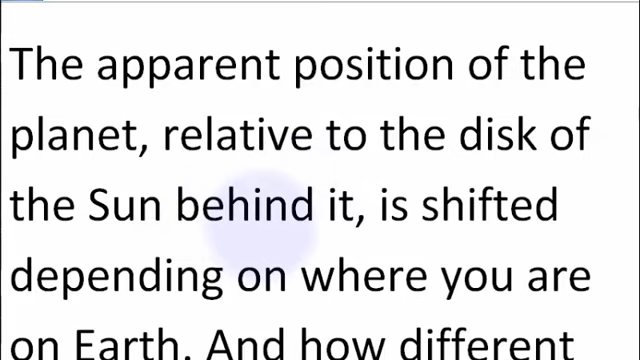 The apparent position of the
planet, relative to the disk of
the Sun behind it, is shifted
depending on where you are
on Earth. And how different